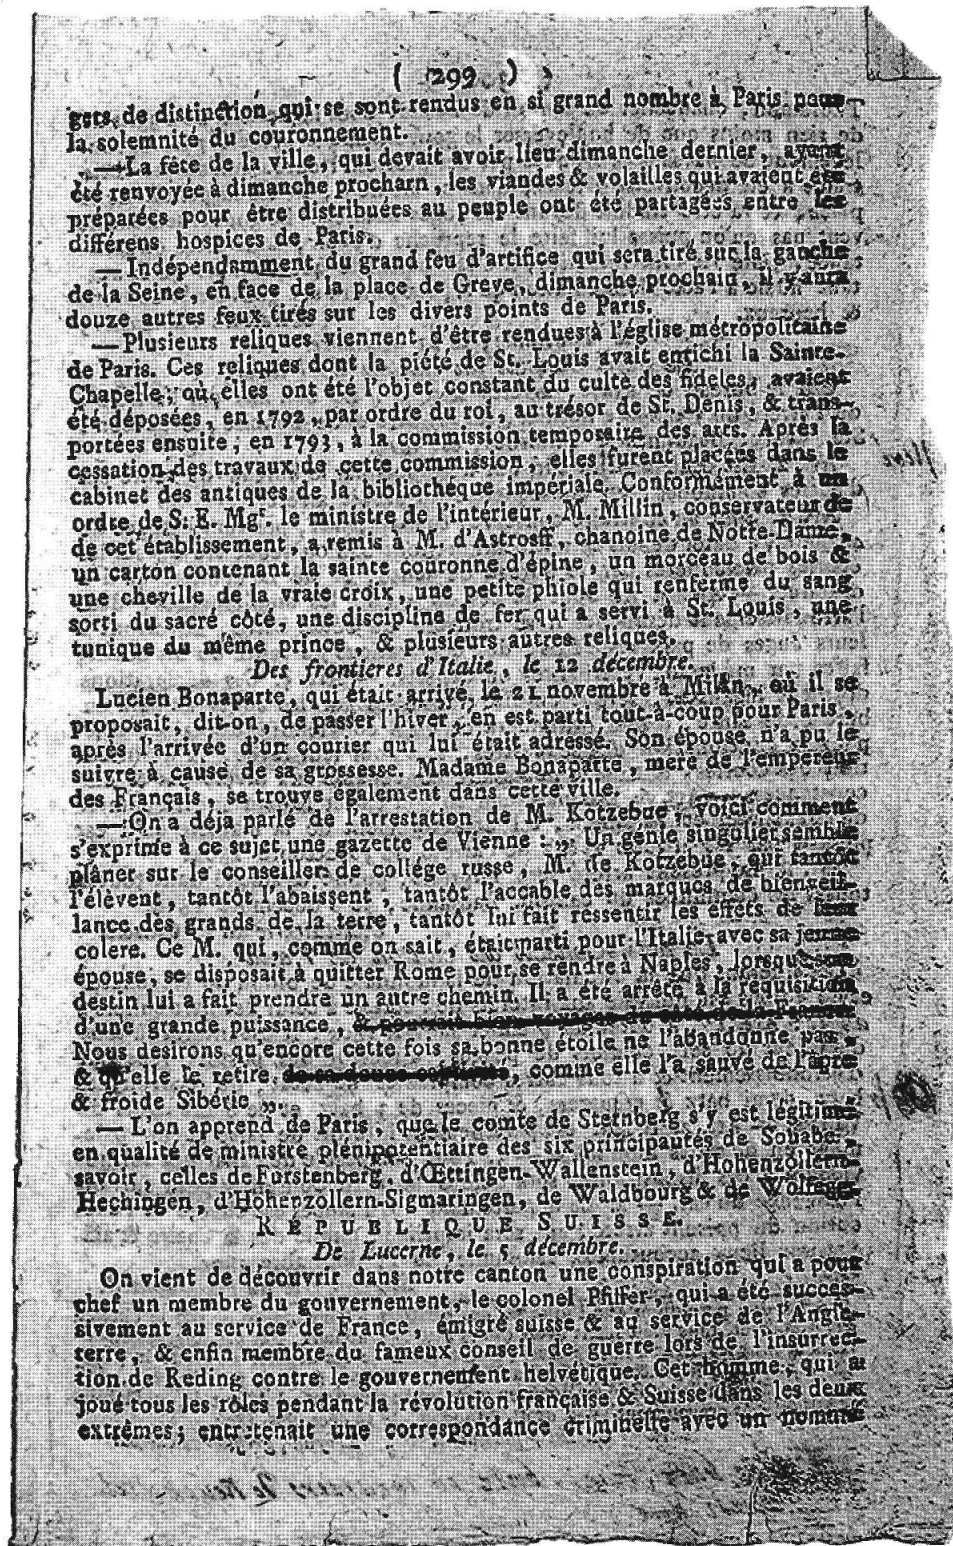 ( 299 )
gers de distinction qui se sont rendus en si grand nombre à Paris pour
la solemnité du couronnement.
— La fête de la ville, qui devait avoir lieu dimanche dernier, ayant
été renvoyée à dimanche prochain, les viandes & volailles qui avaient été
préparées pour être distribuées au peuple ont été partagées entre les
différens hospices de Paris.
— Indépendamment du grand feu d'artifice qui sera tiré sur la gauche
de la Seine, en face de la place de Greve, dimanche prochain, il y aura
douze autres feux tirés sur les divers points de Paris.
— Plusieurs reliques viennent d'être rendues à l'église métropolitaine
de Paris. Ces reliques dont la piété de St. Louis avait enrichi la Sainte-
Chapelle, où elles ont été l'objet constant du culte des fideles, avaient
été déposées, en 1792, par ordre du roi, au trésor de St. Denis, & trans-
portées ensuite, en 1793, à la commission temporaire des arts. Après la
cessation des travaux de cette commission, elles furent placées dans le
cabinet des antiques de la bibliothéque impériale. Conformément à un
ordre de S. E. Mgr. le ministre de l'intérieur, M. Millin, conservateur de
de cet établissement, a remis à M. d'Astrosff, chanoine de Notre-Dame,
un carton contenant la sainte couronne d'épine, un morceau de bois &
une cheville de la vraie croix, une petite phiole qui renferme du sang
sorti du sacré côté, une discipline de fer qui a servi à St. Louis, une
tunique du même prince, & plusieurs autres reliques.
Des frontieres d'Italie, le 12 décembre.
Lucien Bonaparte, qui était arrivé, le 21 novembre à Milan, où il se
proposait, dit-on, de passer l'hiver, en est parti tout-à-coup pour Paris,
après l'arrivée d'un courier qui lui était adressé. Son épouse n'a pu le
suivre à cause de sa grossesse. Madame Bonaparte, mere de l'empereur
des Français, se trouve également dans cette ville.
— On a déja parlé de l'arrestation de M. Kotzebue, voici comment
s'exprime à ce sujet une gazette de Vienne : „ Un génie singulier semble
planer sur le conseiller de collége russe, M. de Kotzebue, qui tantôt
l'élèvent, tantôt l'abaissent, tantôt l'accable des marques de bienveil-
lance des grands de la terre, tantôt lui fait ressentir les effets de leur
colere. Ce M. qui, comme on sait, était parti pour l'Italie avec sa jeune
épouse, se disposait à quitter Rome pour se rendre à Naples, lorsque son
destin lui a fait prendre un autre chemin. Il a été arrêté à la réquisition
d'une grande puissance,
Nous desirons qu'encore cette fois sa bonne étoile ne l'abandonne pas,
& qu'elle le retire, comme elle l'a sauvé de l'âpre
& froide Sibérie „.
— L'on apprend de Paris, que le comte de Sternberg s'y est légitimé,
en qualité de ministre plénipotentiaire des six principautés de Souabe,
savoir, celles de Furstenberg, d'Œttingen-Wallenstein, d'Hohenzollern-
Hechingen, d'Hohenzollern-Sigmaringen, de Waldbourg & de Wolfegg.
RÉPUBLIQUE SUISSE.
De Lucerne, le 5 décembre.
On vient de découvrir dans notre canton une conspiration qui a pour
chef un membre du gouvernement, le colonel Pfiffer, qui a été succes-
sivement au service de France, émigré suisse & au service de l'Angle-
terre, & enfin membre du fameux conseil de guerre lors de l'insurrec-
tion de Reding contre le gouvernement helvétique. Cet homme, qui a
joué tous les rôles pendant la révolution française & Suisse dans les deux
extrêmes, entretenait une correspondance criminelle avec un nommé